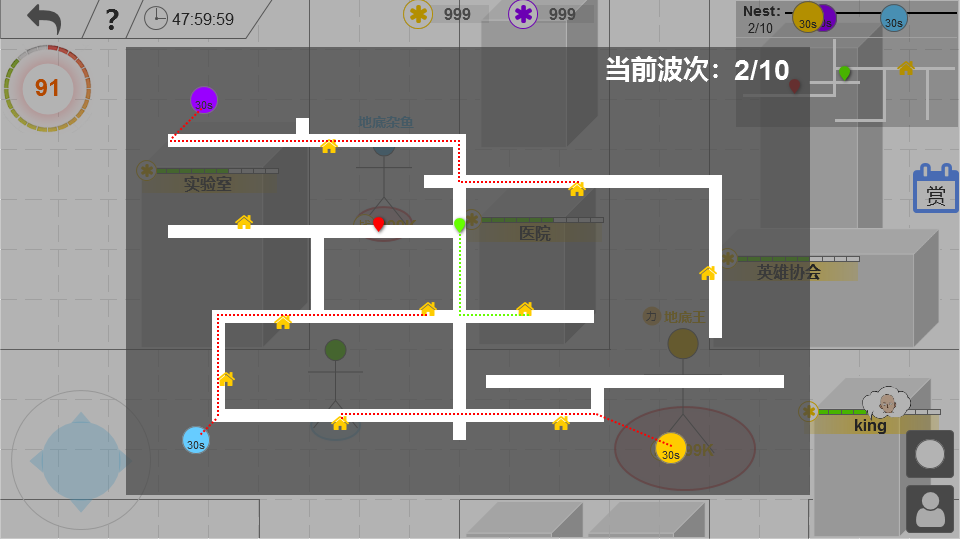 ?
47:59:59
999
999
Nest:
2/10
30s
30s
91
当前波次：2/10
30s
地底杂鱼
实验室
医院
赏
英雄协会
力
地底王
30s
30s
king